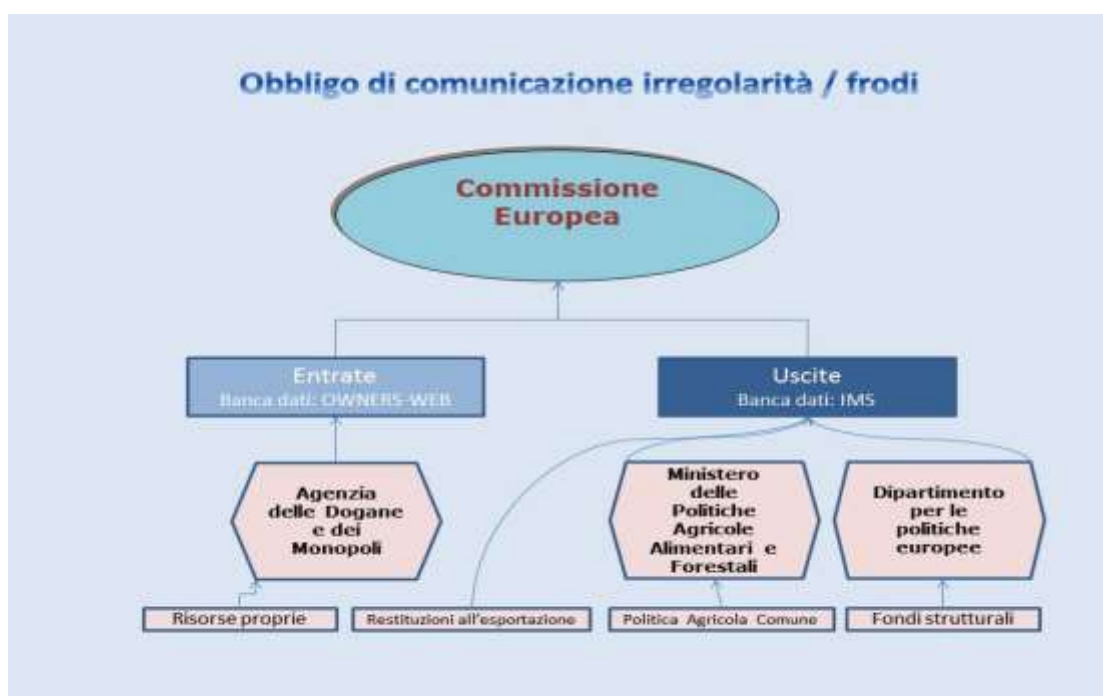 Obbligo di comunicazione irregolarità / frodi
Commissione
Europea
Entrate
Banca dati: OWNERS-WEB
Uscite
Banca dati: IMS
Agenzia
delle Dogane
e dei
Monopoli
Ministero
delle
Politiche
Agricole
Alimentari e
Forestali
Dipartimento
per le
politiche
europee
Risorse proprie
Restituzioni all'esportazione
Politica Agricola Comune
Fondi strutturali